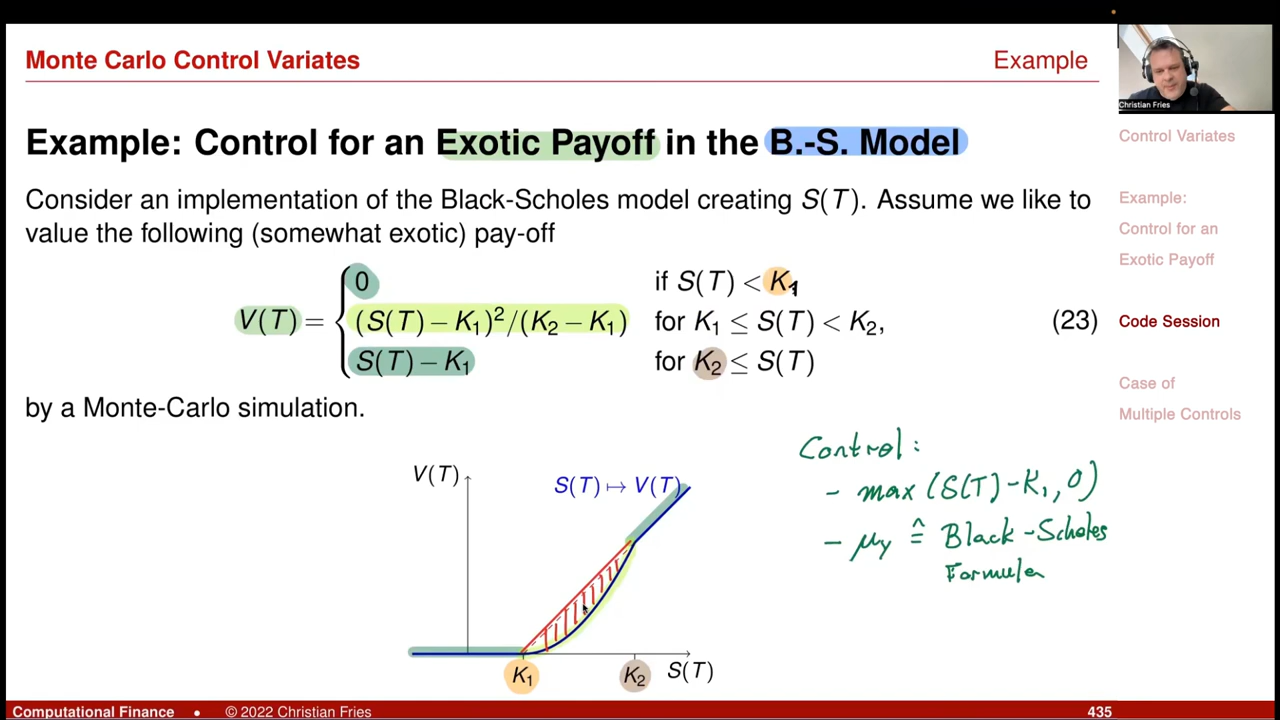 Monte Carlo Control Variates
Example
Christian Fries
Example: Control for an Exotic Payoff in the B.-S. Model
Consider an implementation of the Black-Scholes model creating S(T). Assume we like to
value the following (somewhat exotic) pay-off
V(T) = { 0 if S(T) < K₁
(S(T) − K₁)²/(K₂ − K₁) for K₁ ≤ S(T) < K₂, (23)
S(T) − K₁ for K₂ ≤ S(T)
by a Monte-Carlo simulation.
Control :
- max (S(T) - K₁, 0)
- μy ≙ Black-Scholes
Formula
V(T)
S(T) ↦ V(T)
K₁
K₂
S(T)
Control Variates
Example:
Control for an
Exotic Payoff
Code Session
Case of
Multiple Controls
Computational Finance • © 2022 Christian Fries
435